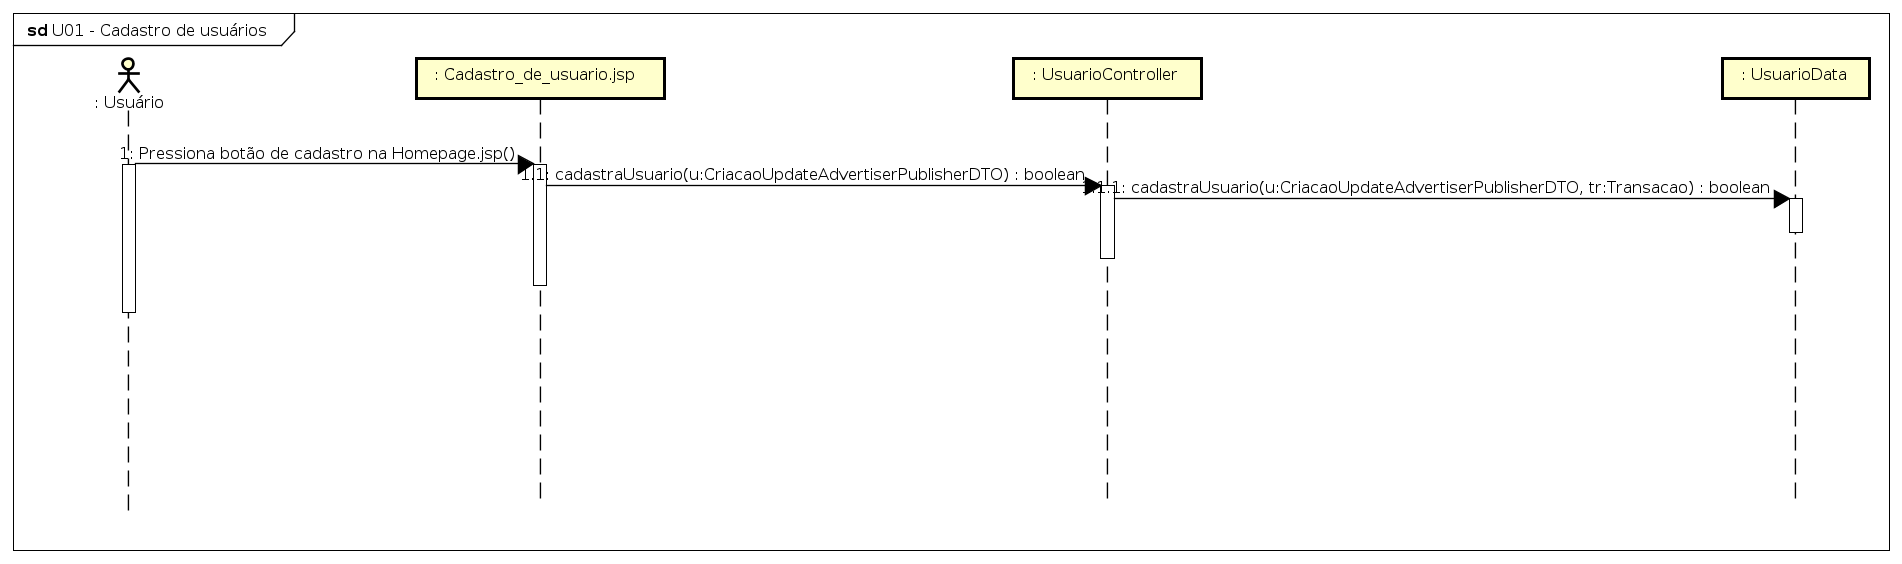 sd U01 - Cadastro de usuários
: Usuário
: Cadastro_de_usuario.jsp
: UsuarioController
: UsuarioData
1: Pressiona botão de cadastro na Homepage.jsp()
1.1: cadastraUsuario(u:CriacaoUpdateAdvertiserPublisherDTO) : boolean
1.1.1: cadastraUsuario(u:CriacaoUpdateAdvertiserPublisherDTO, tr:Transacao) : boolean